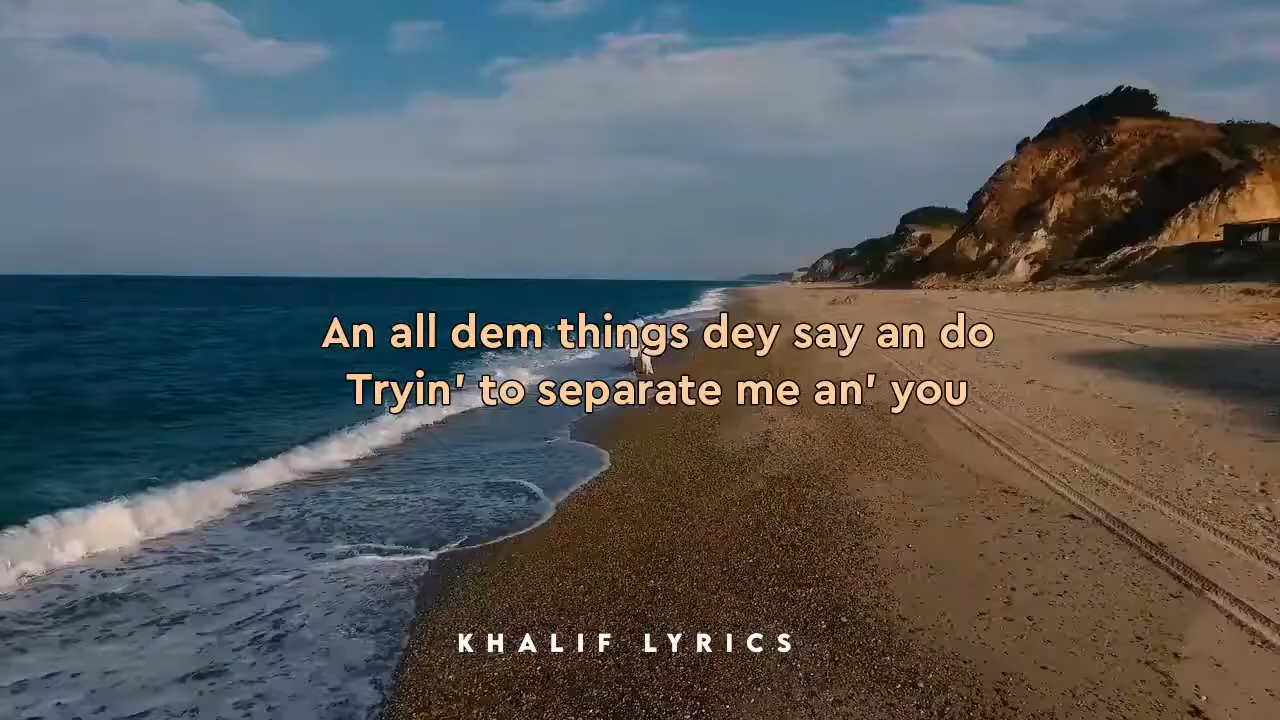 An all dem things dey say an do
Tryin' to separate me an' you
KHALIF LYRICS